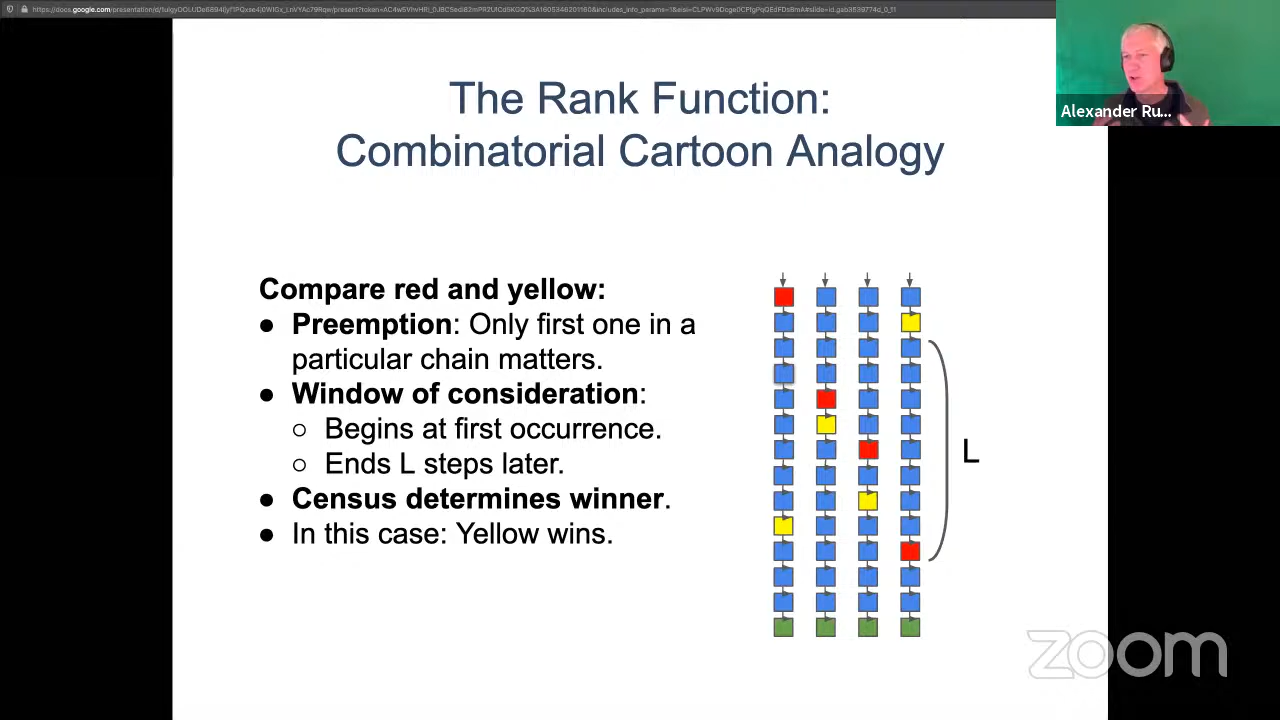 The Rank Function:
Combinatorial Cartoon Analogy
Alexander Ru...
Compare red and yellow:
● Preemption: Only first one in a
particular chain matters.
● Window of consideration:
○ Begins at first occurrence.
○ Ends L steps later.
● Census determines winner.
● In this case: Yellow wins.
L
zoom